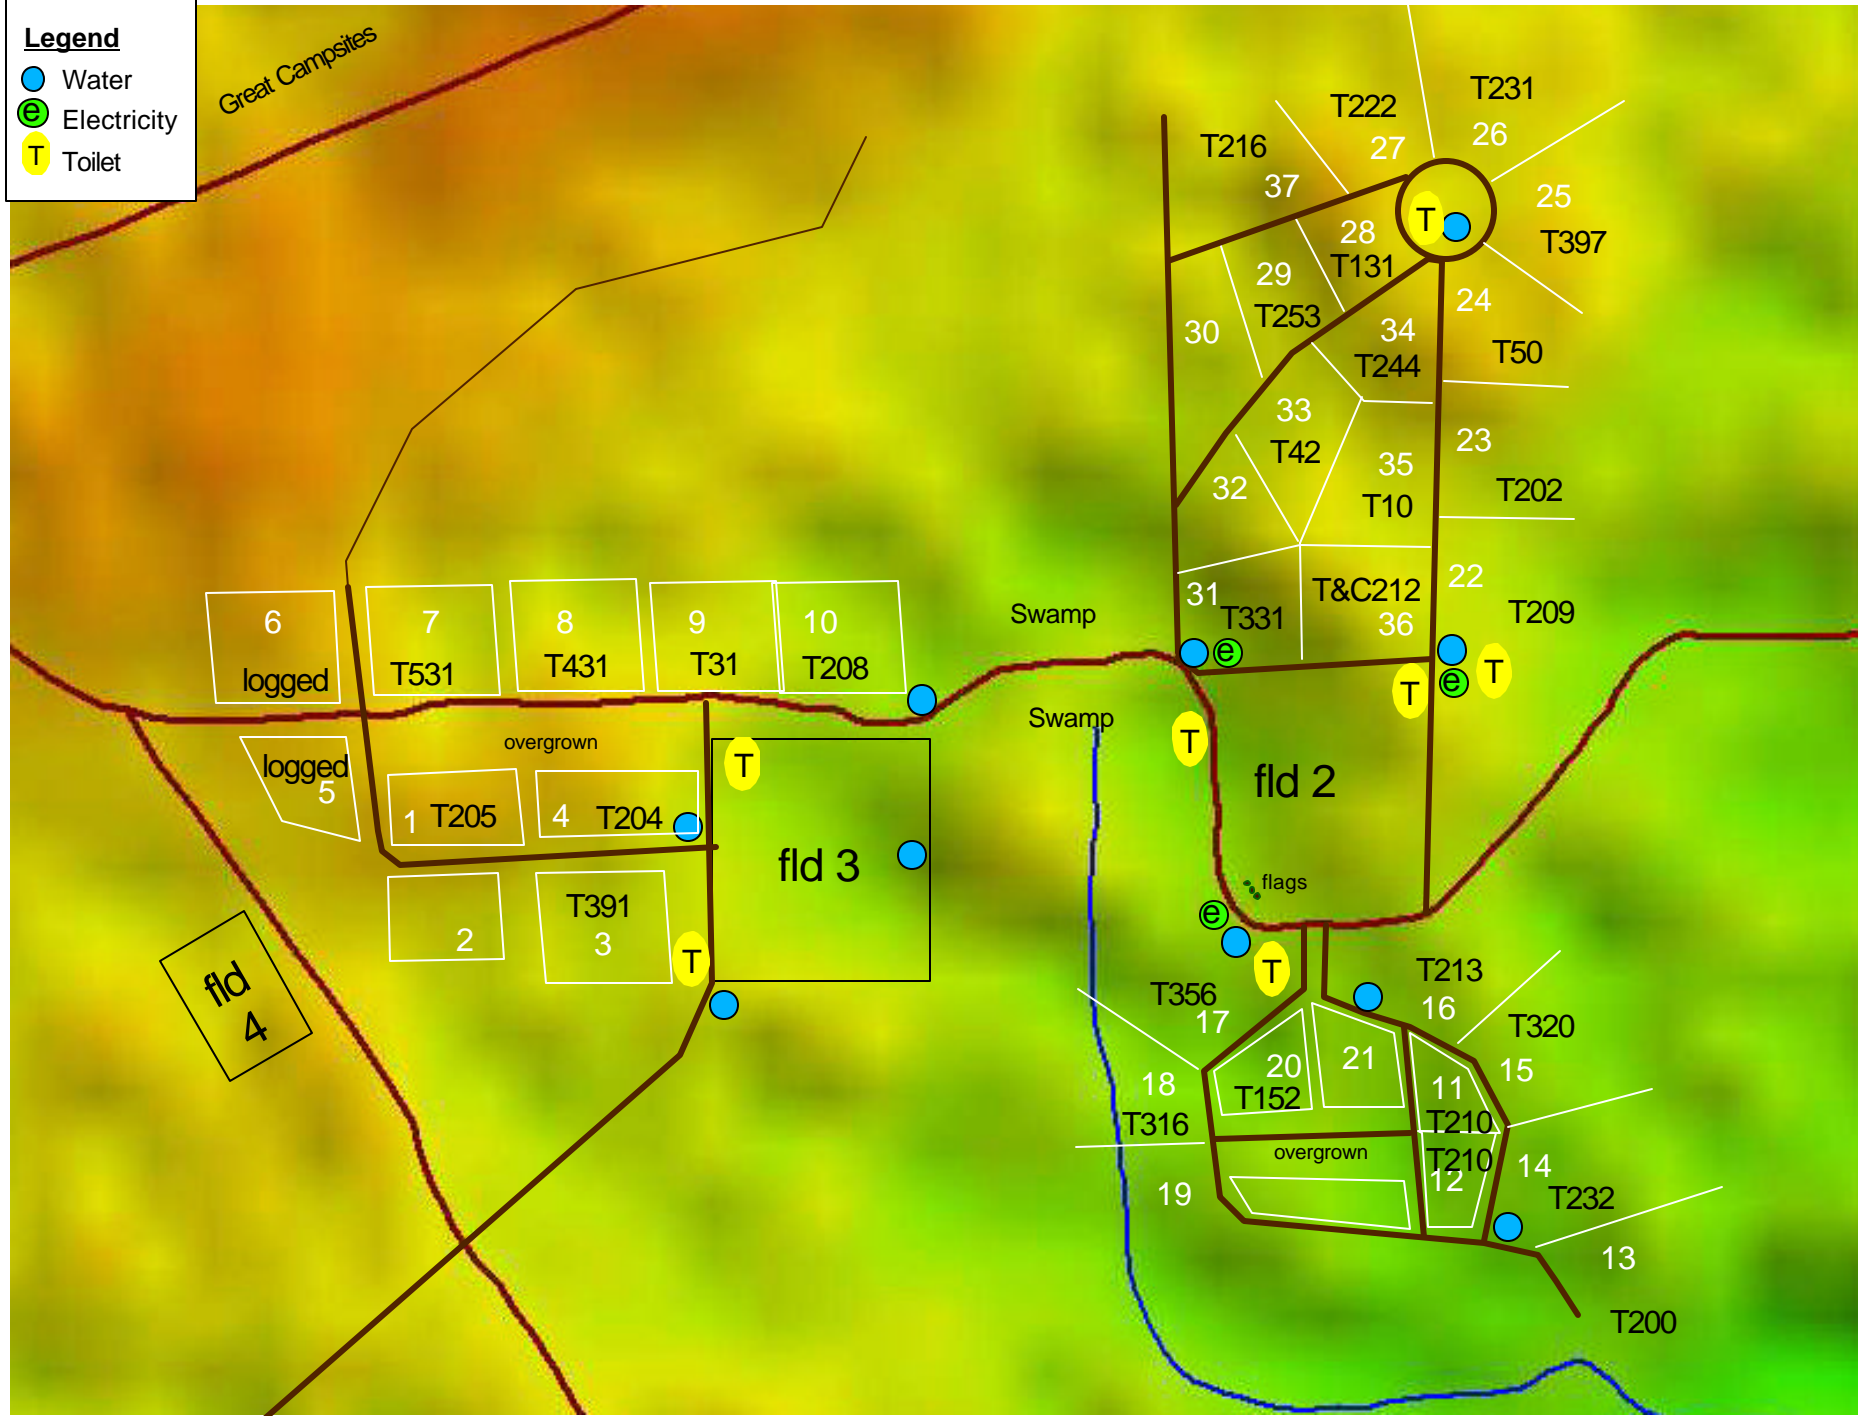 Legend
Water
e Electricity
T Toilet
Great Campsites
T231
T222
26
27
T216
37
25
T397
T
28
T131
29
24
T253
30
34
T244
T50
33
T42
23
35
32
T10
T202
22
T&C212
31
T331
36
T209
e
T
e
T
T
fld 2
flags
e
T
Swamp
Swamp
6
logged
7
T531
8
T431
9
T31
10
T208
overgrown
logged
5
1 T205
4 T204
T
fld 3
2
T391
3
T
fld
4
T356
17
T213
16
T320
15
18
T316
20
T152
21
11
T210
T210
12
14
T232
overgrown
19
13
T200